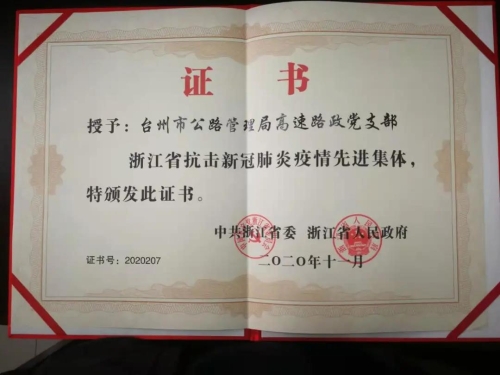 证 书
授予：台州市公路管理局高速路政党支部
浙江省抗击新冠肺炎疫情先进集体，
特颁发此证书。
中共浙江省委 浙江省人民政府
二〇二〇年十一月
证书号：2020207